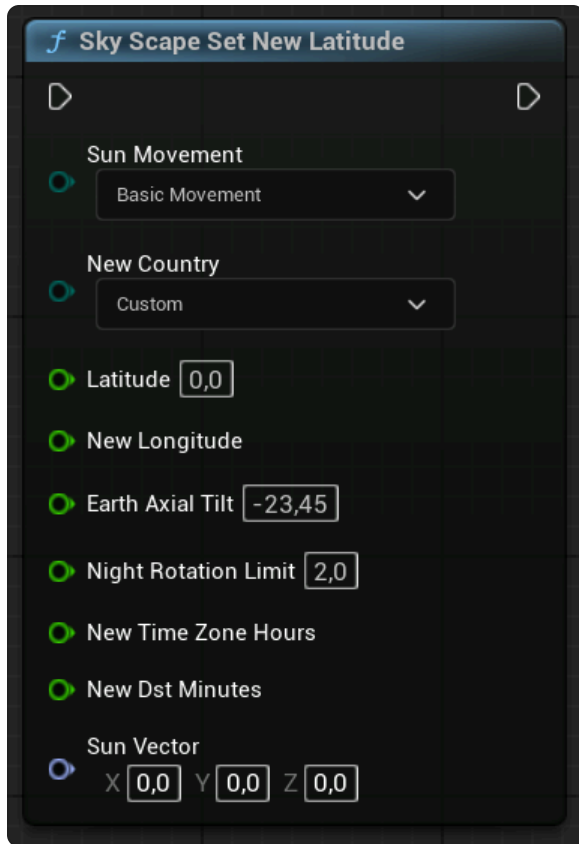 f Sky Scape Set New Latitude
Sun Movement
Basic Movement
New Country
Custom
Latitude 0,0
New Longitude
Earth Axial Tilt -23,45
Night Rotation Limit 2,0
New Time Zone Hours
New Dst Minutes
Sun Vector
X 0,0 Y 0,0 Z 0,0